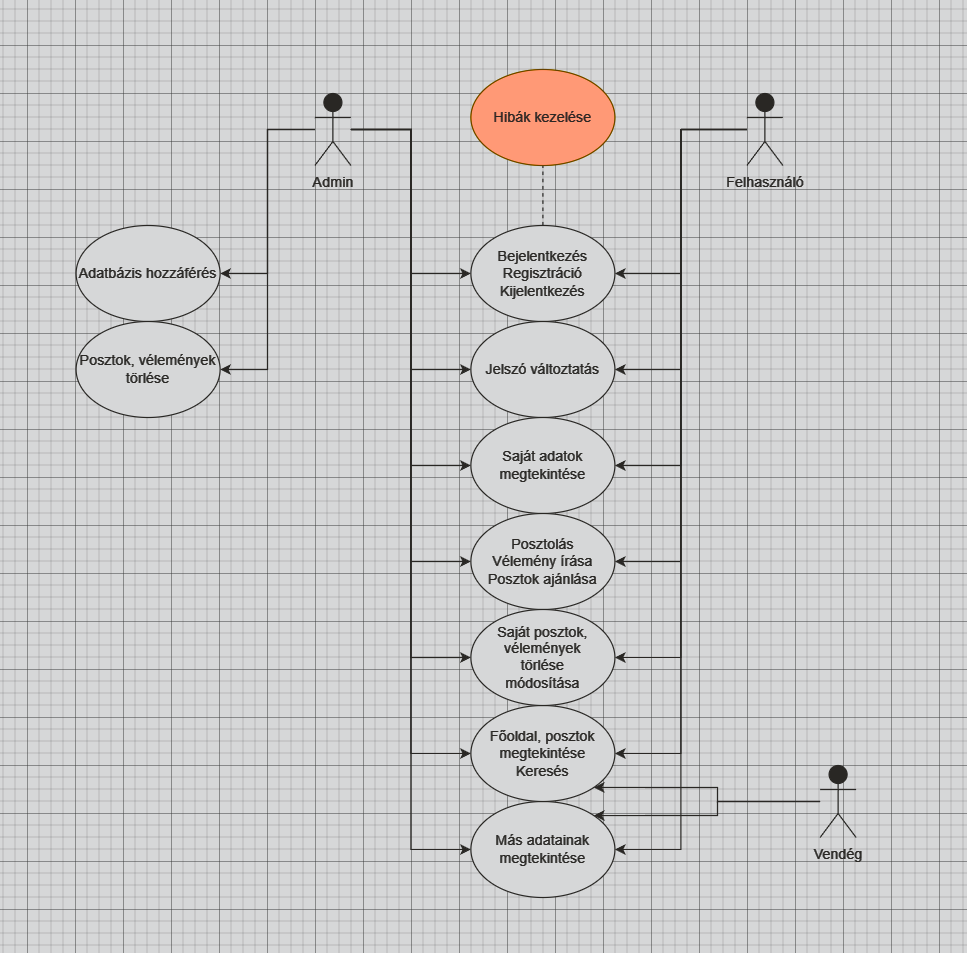 Hibák kezelése
Admin
Felhasználó
Adatbázis hozzáférés
Posztok, vélemények
törlése
Bejelentkezés
Regisztráció
Kijelentkezés
Jelszó változtatás
Saját adatok
megtekintése
Posztolás
Vélemény írása
Posztok ajánlása
Saját posztok,
vélemények
törlése
módosítása
Főoldal, posztok
megtekintése
Keresés
Más adatainak
megtekintése
Vendég